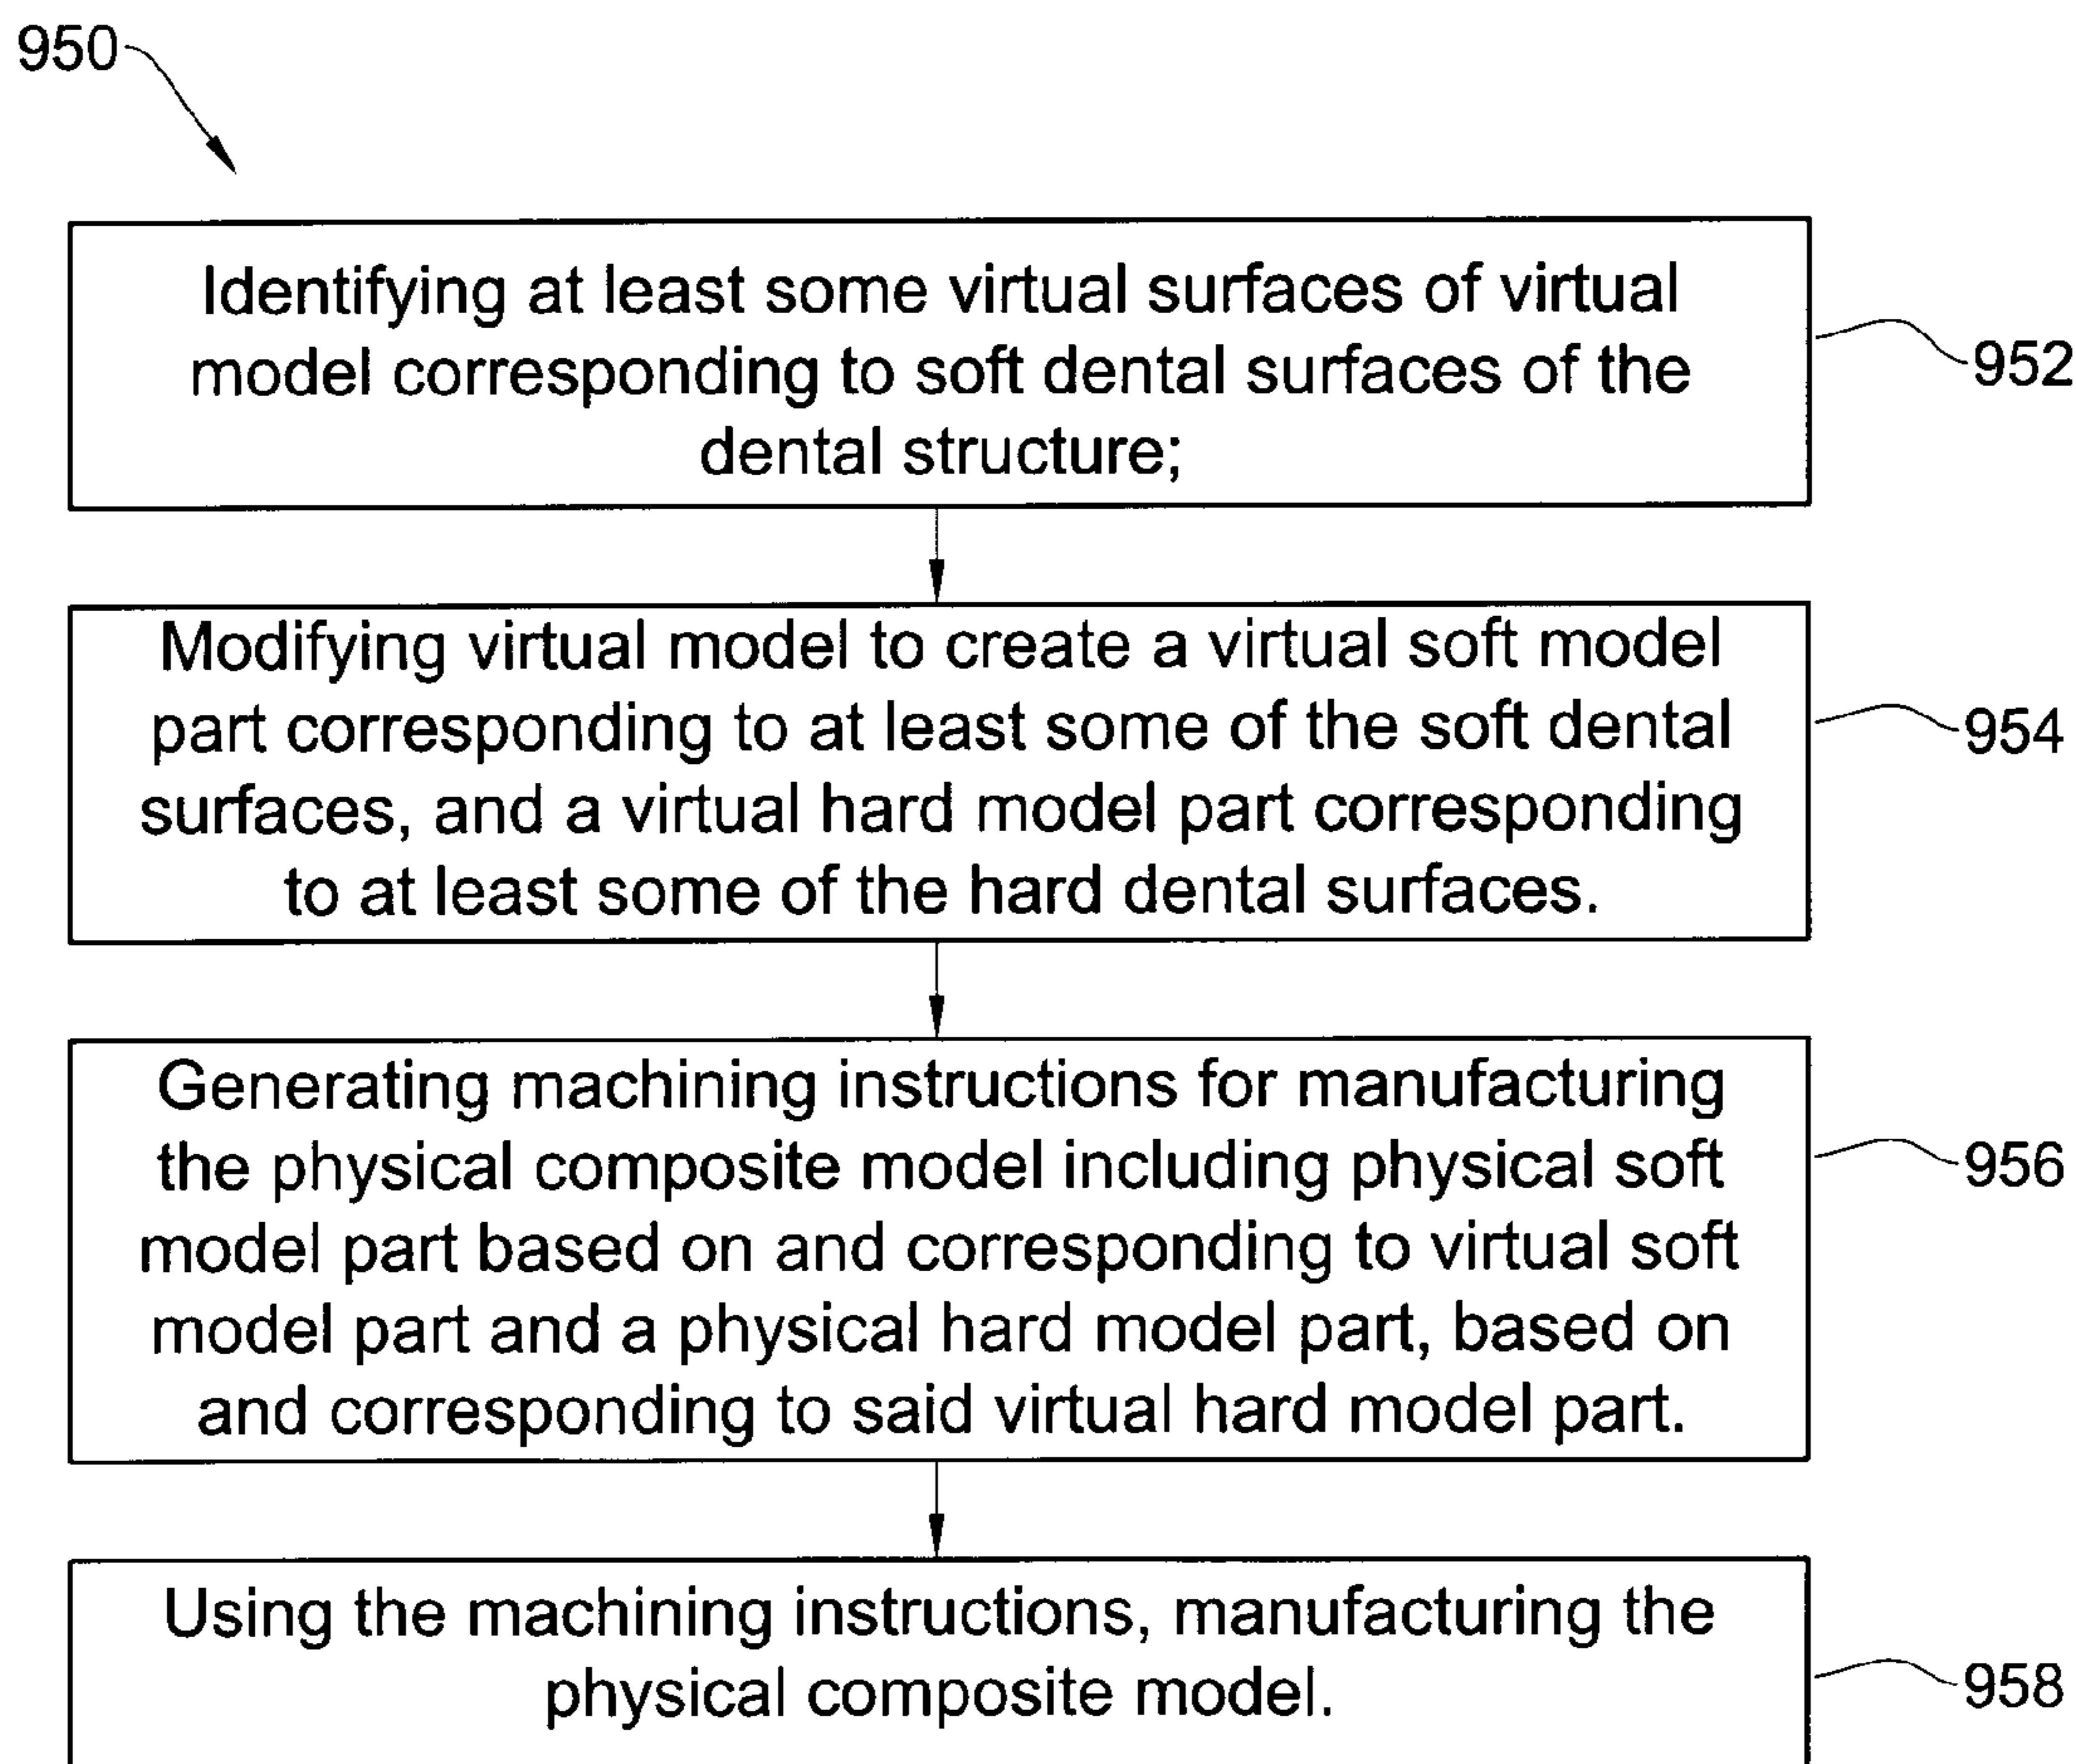 950
Identifying at least some virtual surfaces of virtual
model corresponding to soft dental surfaces of the
dental structure;
952
Modifying virtual model to create a virtual soft model
part corresponding to at least some of the soft dental
surfaces, and a virtual hard model part corresponding
to at least some of the hard dental surfaces.
954
Generating machining instructions for manufacturing
the physical composite model including physical soft
model part based on and corresponding to virtual soft
model part and a physical hard model part, based on
and corresponding to said virtual hard model part.
956
Using the machining instructions, manufacturing the
physical composite model.
958